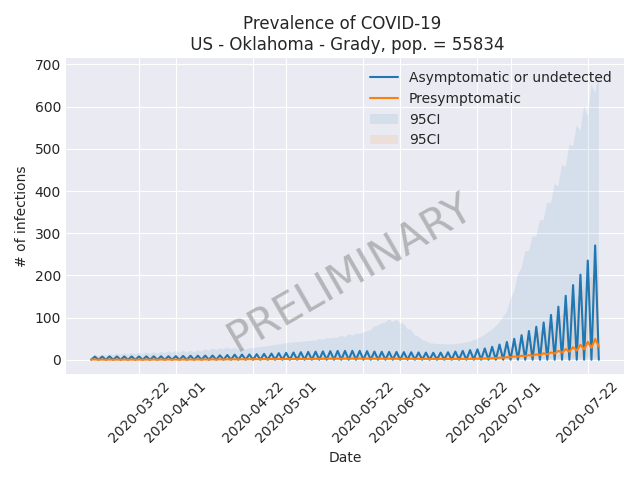 Prevalence of COVID-19
US - Oklahoma - Grady, pop. = 55834
700
600
500
400
300
200
100
0
# of infections
Asymptomatic or undetected
Presymptomatic
95CI
95CI
PRELIMINARY
2020-03-22
2020-04-01
2020-04-22
2020-05-01
2020-05-22
2020-06-01
2020-06-22
2020-07-01
2020-07-22
Date